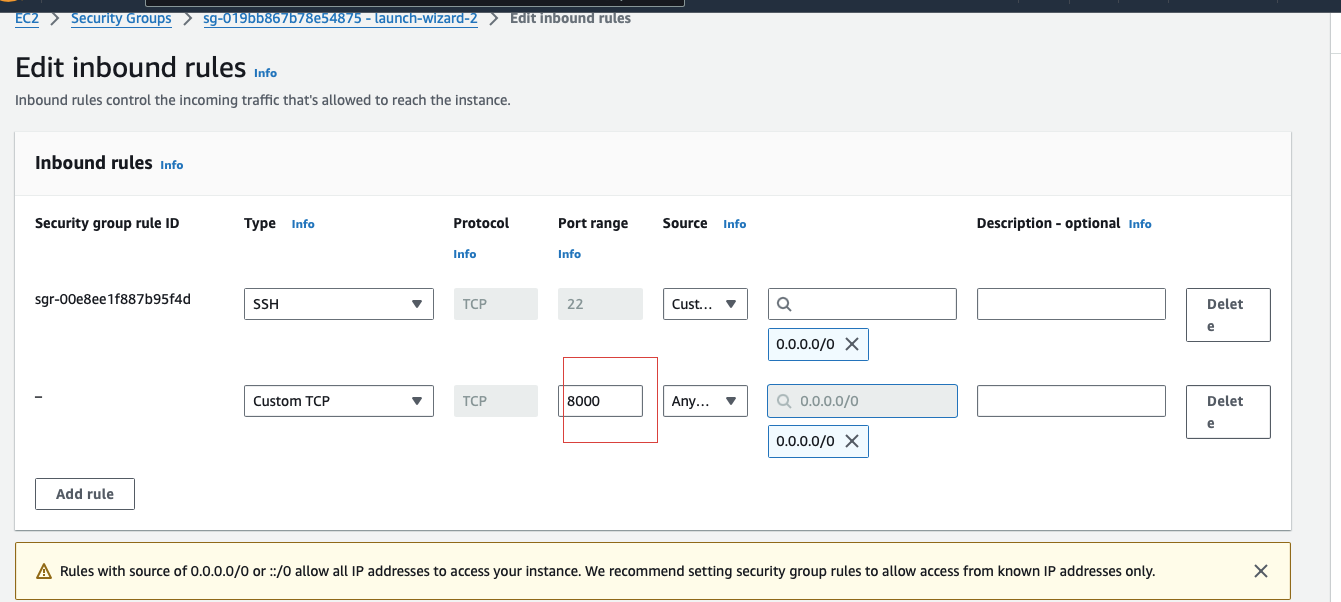 EC2 > Security Groups > sg-019bb867b78e54875 - launch-wizard-2 > Edit inbound rules
Edit inbound rules Info
Inbound rules control the incoming traffic that's allowed to reach the instance.
Inbound rules Info
Security group rule ID Type Info Protocol Port range Source Info Description - optional Info
Info Info
sgr-00e8ee1f887b95f4d SSH TCP 22 Cust... Delet
e
0.0.0.0/0
– Custom TCP TCP 8000 Any... 0.0.0.0/0 Delet
e
0.0.0.0/0
Add rule
Rules with source of 0.0.0.0/0 or ::/0 allow all IP addresses to access your instance. We recommend setting security group rules to allow access from known IP addresses only.